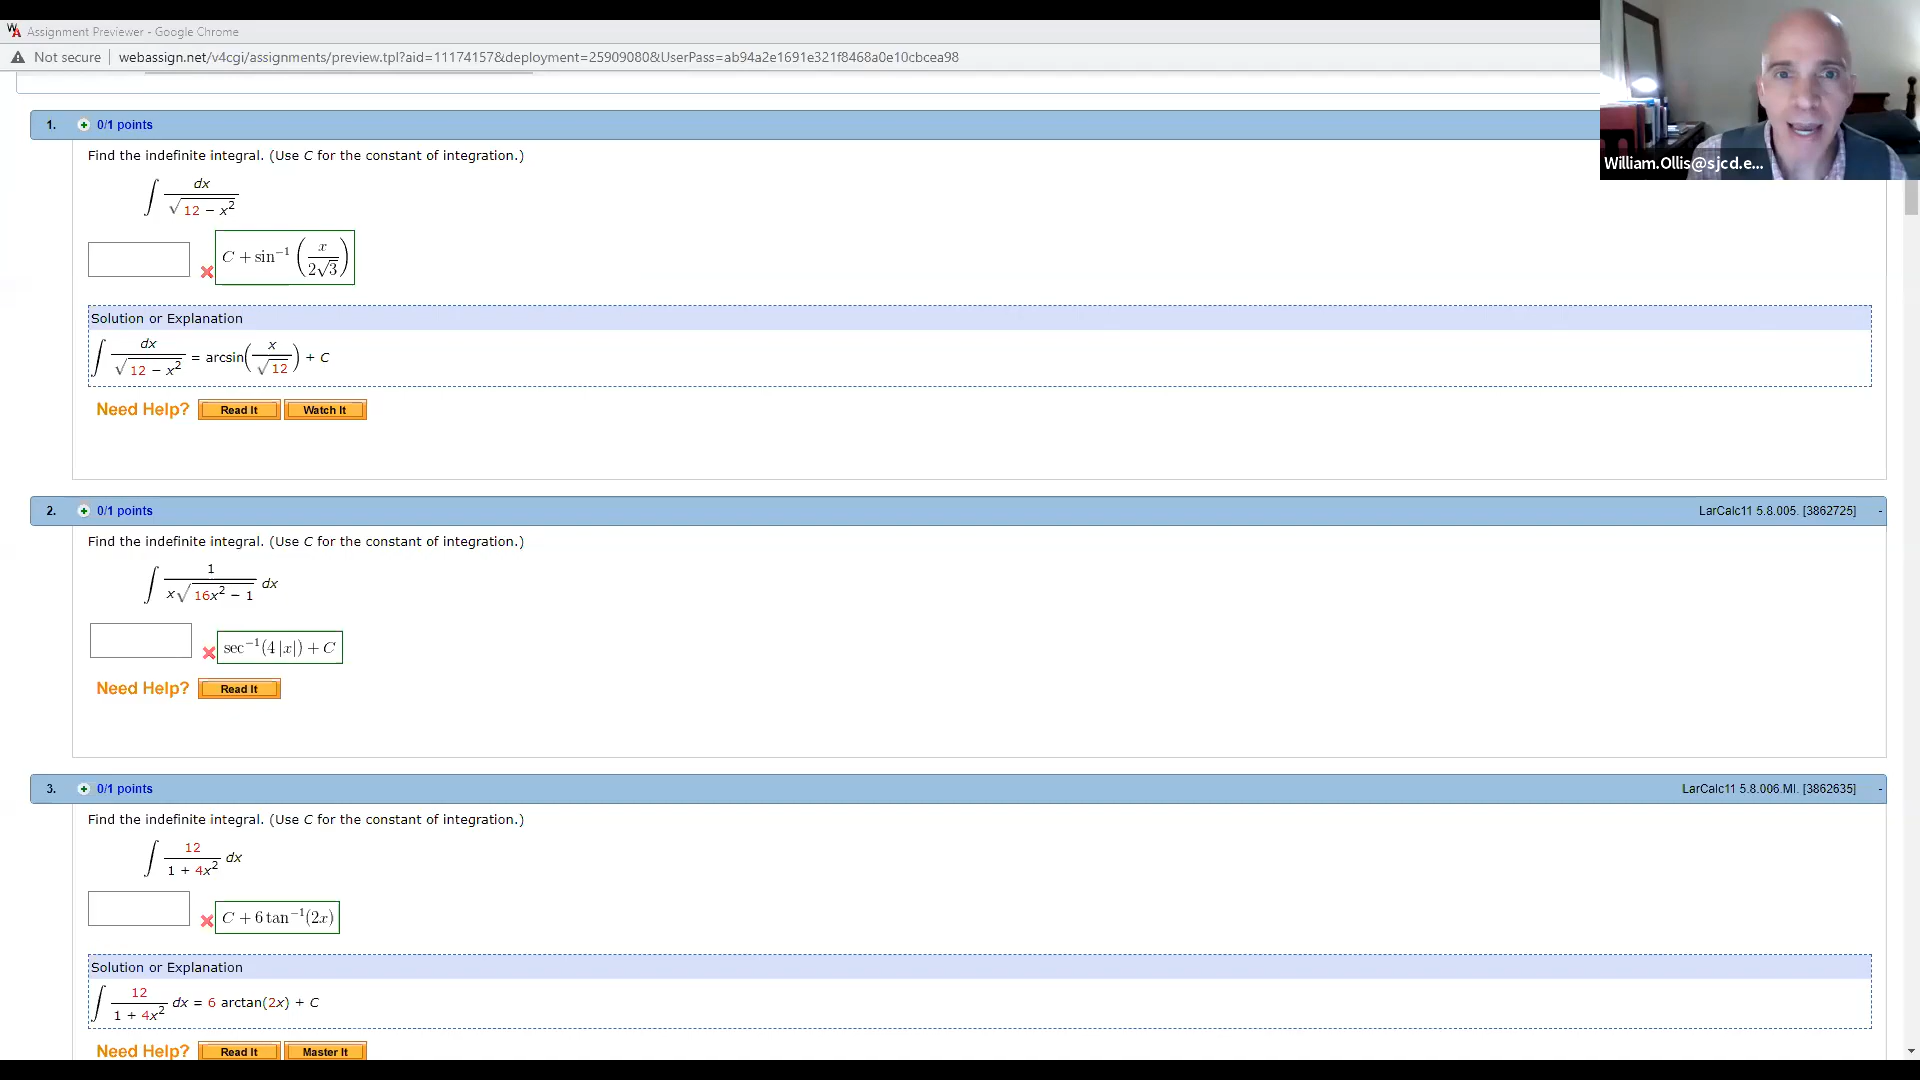 Assignment Previewer - Google Chrome
Not secure | webassign.net/v4cgi/assignments/preview.tpl?aid=11174157&deployment=25909080&UserPass=ab94a2e1691e321f8468a0e10cbcea98
William.Ollis@sjcd.e...
1. 0/1 points
Find the indefinite integral. (Use C for the constant of integration.)
∫ dx / √(12 − x²)
C + sin⁻¹ (x / 2√3)
Solution or Explanation
∫ dx / √(12 − x²) = arcsin(x / √12) + C
Need Help? Read It Watch It
2. 0/1 points LarCalc11 5.8.005. [3862725] -
Find the indefinite integral. (Use C for the constant of integration.)
∫ 1 / (x√(16x² − 1)) dx
sec⁻¹(4 |x|) + C
Need Help? Read It
3. 0/1 points LarCalc11 5.8.006.MI. [3862635] -
Find the indefinite integral. (Use C for the constant of integration.)
∫ 12 / (1 + 4x²) dx
C + 6 tan⁻¹(2x)
Solution or Explanation
∫ 12 / (1 + 4x²) dx = 6 arctan(2x) + C
Need Help? Read It Master It